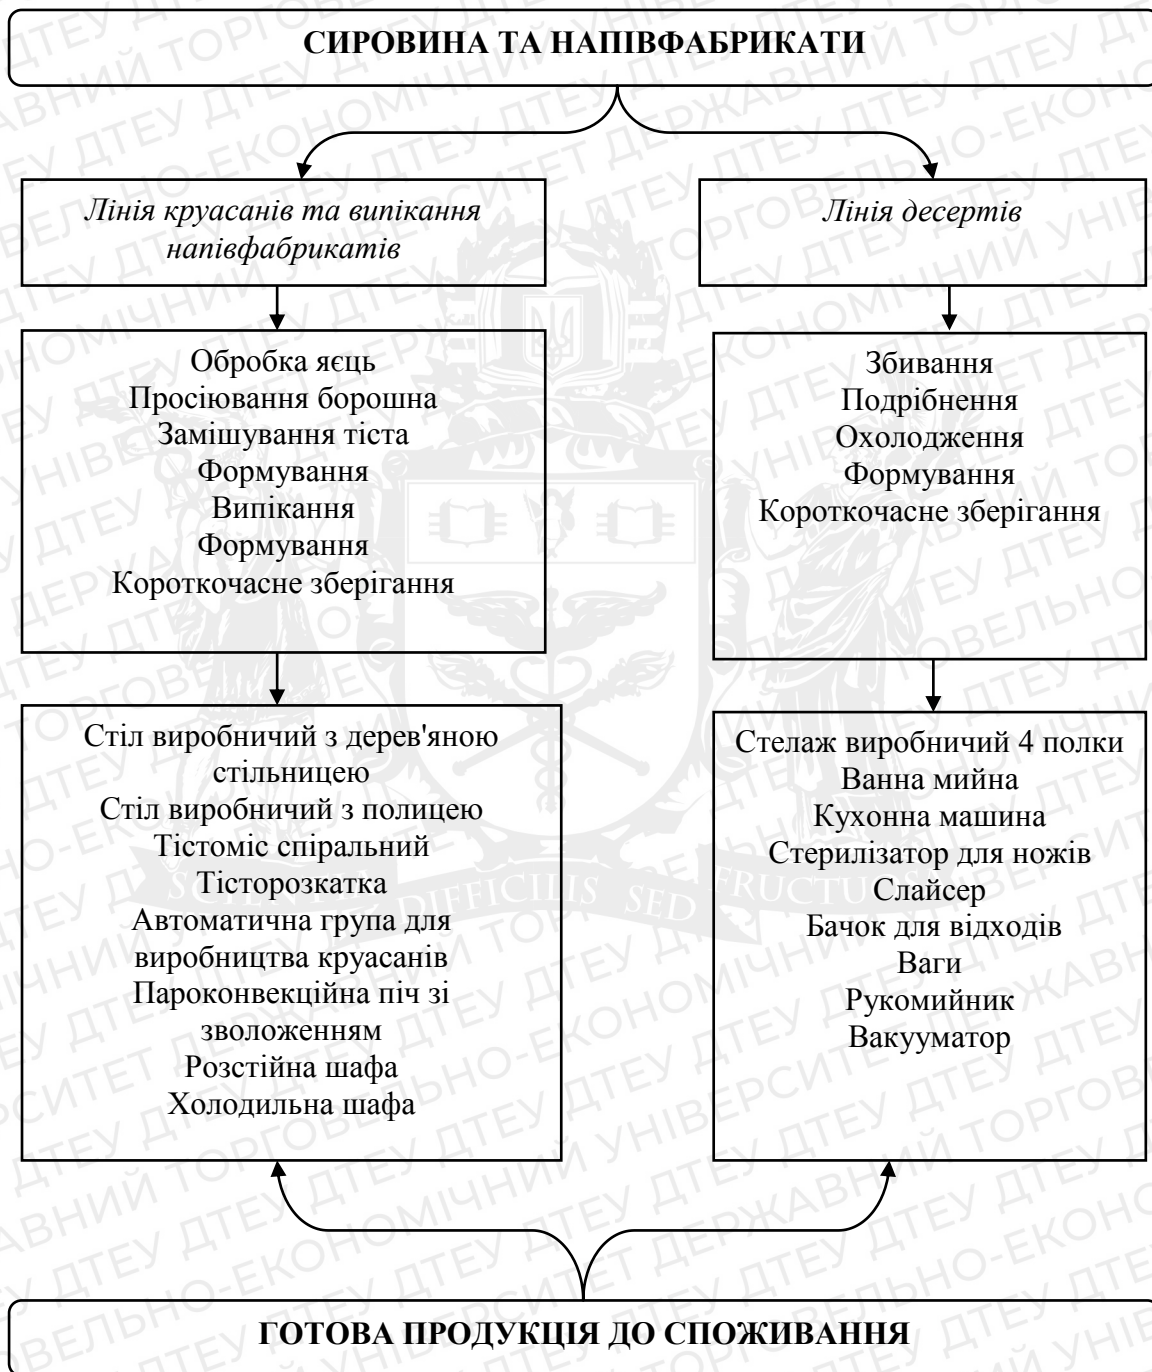 СИРОВИНА ТА НАПІВФАБРИКАТИ
Лінія круасанів та випікання
напівфабрикатів
Лінія десертів
Обробка яєць
Просіювання борошна
Замішування тіста
Формування
Випікання
Формування
Короткочасне зберігання
Збивання
Подрібнення
Охолодження
Формування
Короткочасне зберігання
Стіл виробничий з дерев'яною
стільницею
Стіл виробничий з полицею
Тістоміс спіральний
Тісторозкатка
Автоматична група для
виробництва круасанів
Пароконвекційна піч зі
зволоженням
Розстійна шафа
Холодильна шафа
Стелаж виробничий 4 полки
Ванна мийна
Кухонна машина
Стерилізатор для ножів
Слайсер
Бачок для відходів
Ваги
Рукомийник
Вакууматор
ГОТОВА ПРОДУКЦІЯ ДО СПОЖИВАННЯ